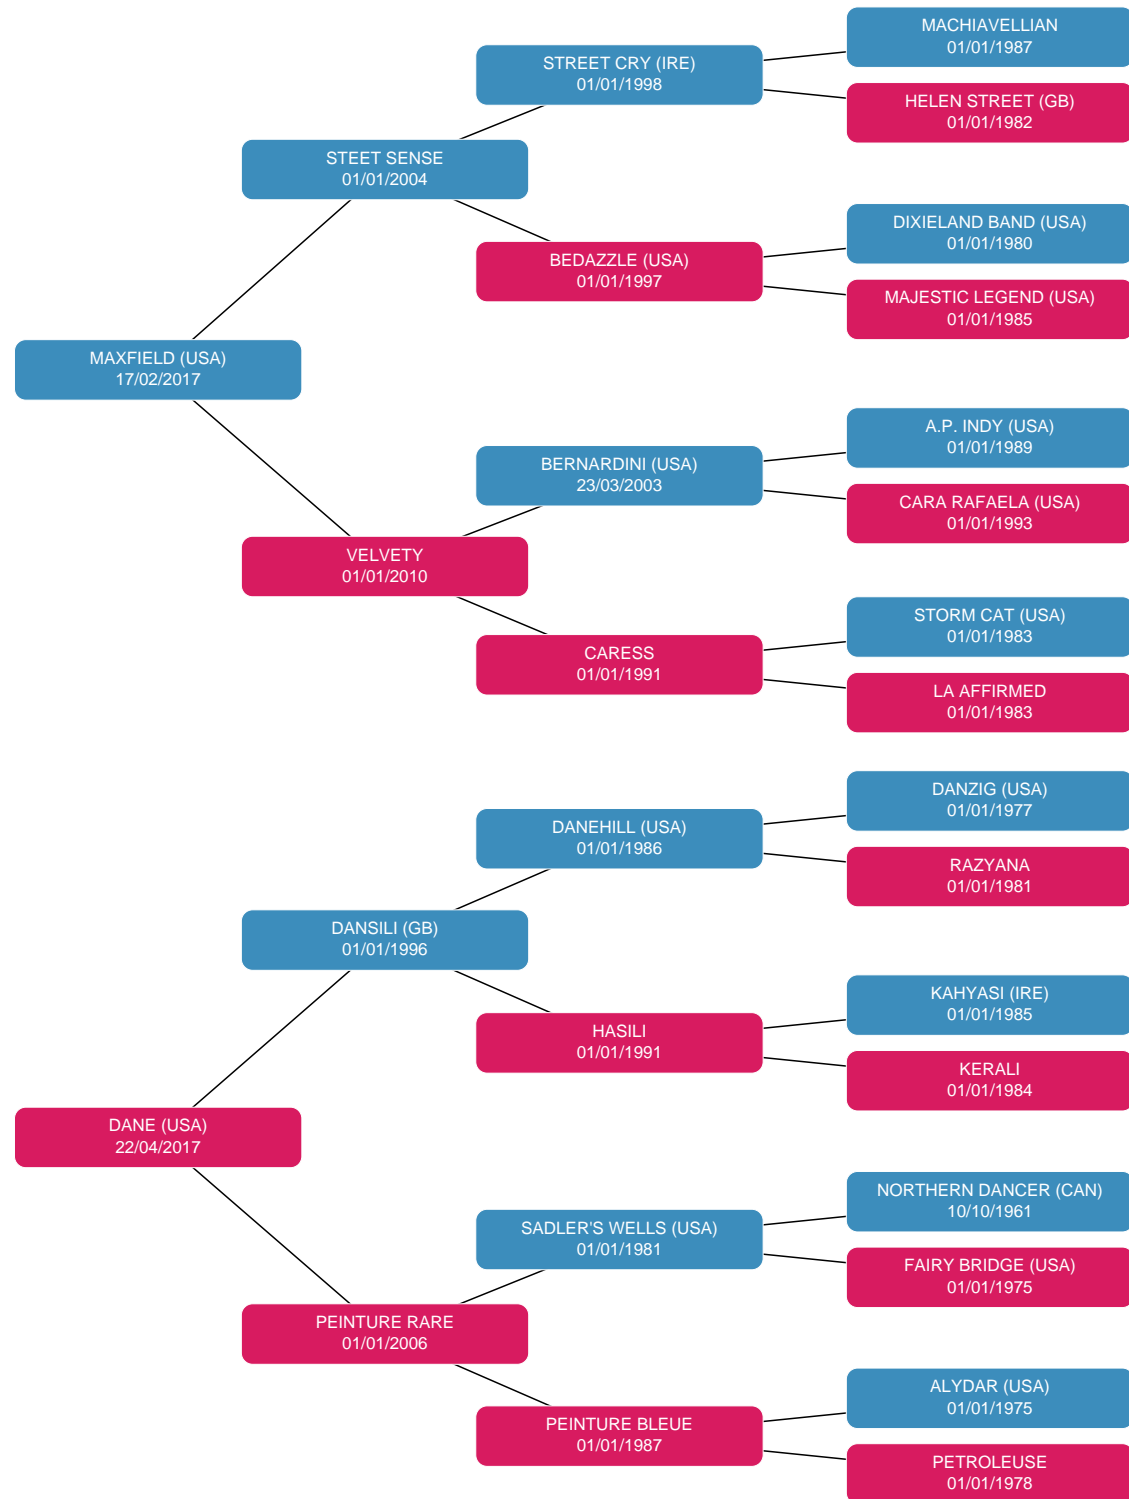 MACHIAVELLIAN
01/01/1987
STREET CRY (IRE)
01/01/1998
HELEN STREET (GB)
01/01/1982
STEET SENSE
01/01/2004
DIXIELAND BAND (USA)
01/01/1980
BEDAZZLE (USA)
01/01/1997
MAJESTIC LEGEND (USA)
01/01/1985
MAXFIELD (USA)
17/02/2017
A.P. INDY (USA)
01/01/1989
BERNARDINI (USA)
23/03/2003
CARA RAFAELA (USA)
01/01/1993
VELVETY
01/01/2010
STORM CAT (USA)
01/01/1983
CARESS
01/01/1991
LA AFFIRMED
01/01/1983
DANZIG (USA)
01/01/1977
DANEHILL (USA)
01/01/1986
RAZYANA
01/01/1981
DANSILI (GB)
01/01/1996
KAHYASI (IRE)
01/01/1985
HASILI
01/01/1991
KERALI
01/01/1984
DANE (USA)
22/04/2017
NORTHERN DANCER (CAN)
10/10/1961
SADLER'S WELLS (USA)
01/01/1981
FAIRY BRIDGE (USA)
01/01/1975
PEINTURE RARE
01/01/2006
ALYDAR (USA)
01/01/1975
PEINTURE BLEUE
01/01/1987
PETROLEUSE
01/01/1978